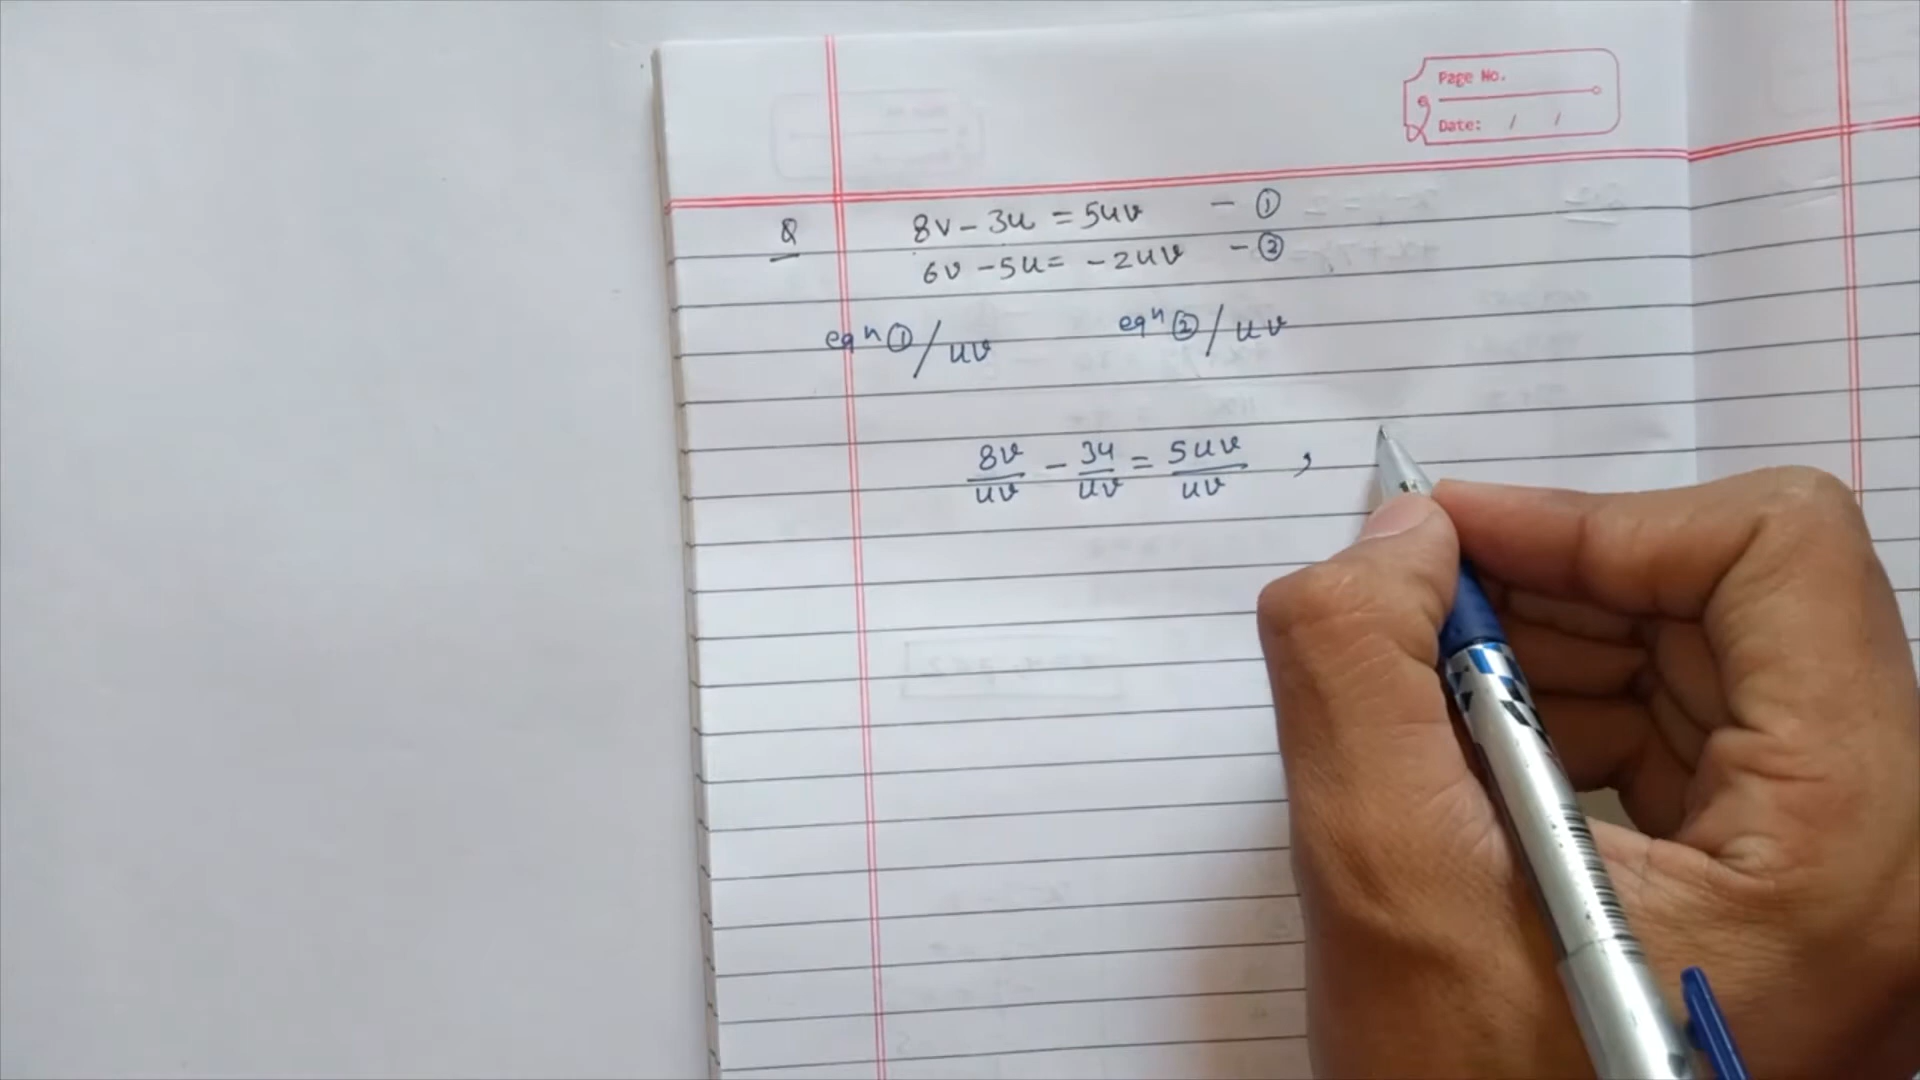 Page No.
Date: / /
Q 8v - 3u = 5uv - ①
6v - 5u = -2uv - ②
eqⁿ ① / uv eqⁿ ② / uv
8v/uv - 3u/uv = 5uv/uv ,